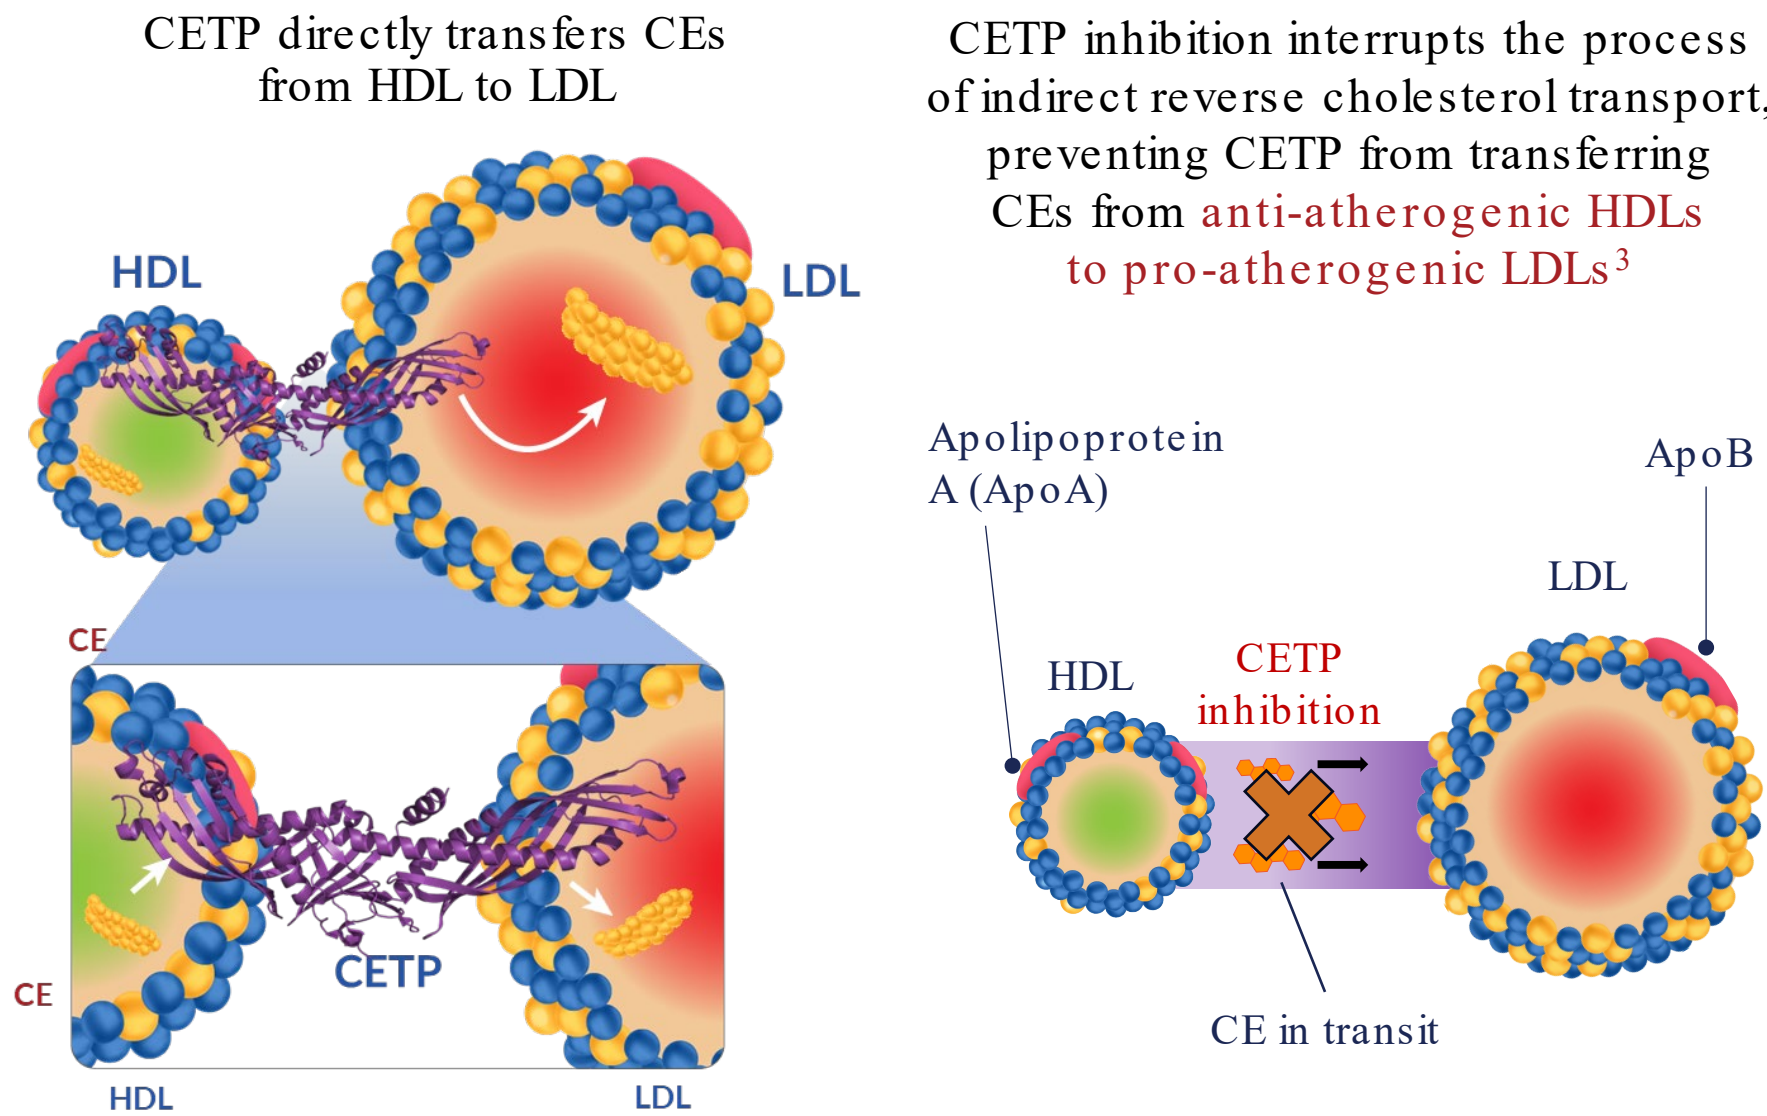 CETP directly transfers CEs
from HDL to LDL
HDL
LDL
CE
CETP
CE
HDL
LDL
CETP inhibition interrupts the process
of indirect reverse cholesterol transport,
preventing CETP from transferring
CEs from anti-atherogenic HDLs
to pro-atherogenic LDLs³
Apolipoprotein
A (ApoA)
ApoB
LDL
HDL
CETP
inhibition
CE in transit